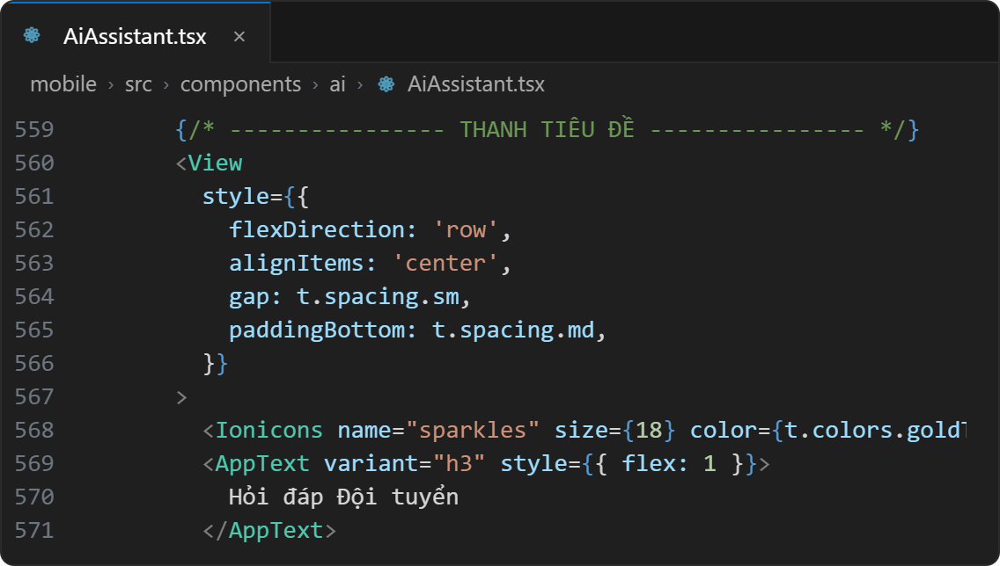 AiAssistant.tsx ×
mobile › src › components › ai › AiAssistant.tsx
559 {/* ---------------- THANH TIÊU ĐỀ ---------------- */}
560 <View
561 style={{
562 flexDirection: 'row',
563 alignItems: 'center',
564 gap: t.spacing.sm,
565 paddingBottom: t.spacing.md,
566 }}
567 >
568 <Ionicons name="sparkles" size={18} color={t.colors.gold
569 <AppText variant="h3" style={{ flex: 1 }}>
570 Hỏi đáp Đội tuyển
571 </AppText>